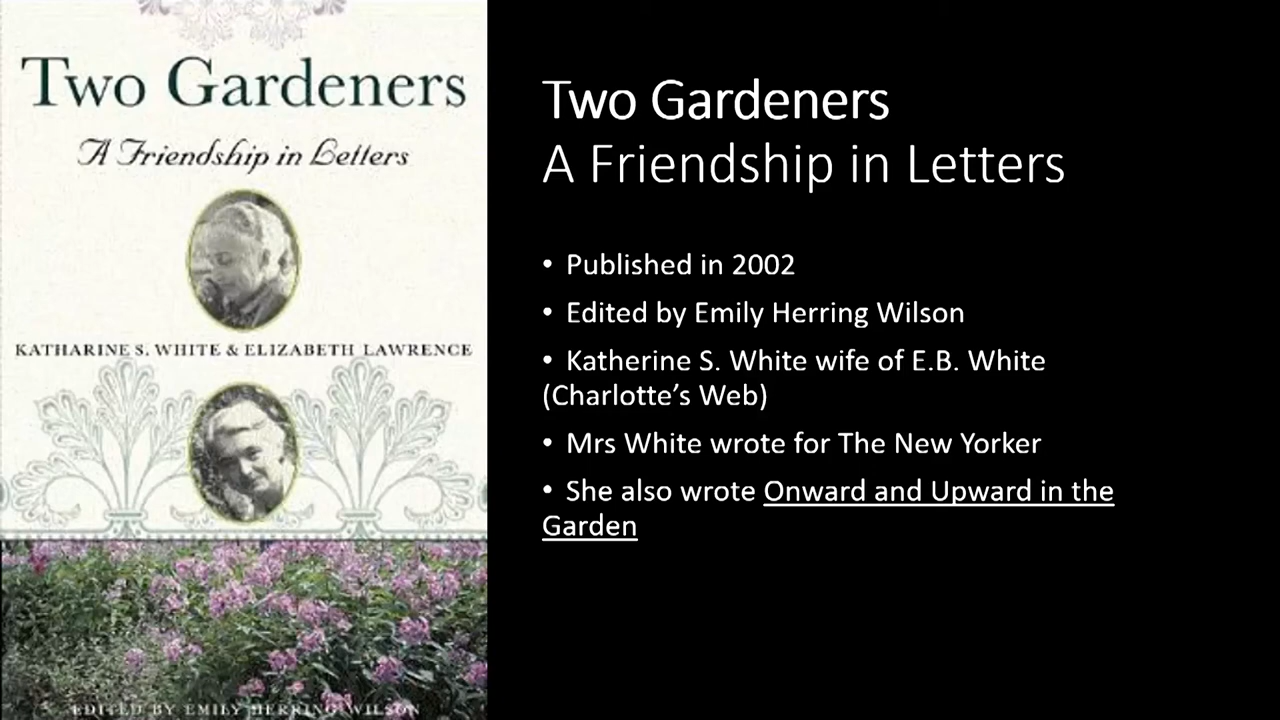 Two Gardeners
A Friendship in Letters
KATHARINE S. WHITE & ELIZABETH LAWRENCE
EDITED BY EMILY HERRING WILSON
Two Gardeners
A Friendship in Letters
• Published in 2002
• Edited by Emily Herring Wilson
• Katherine S. White wife of E.B. White
(Charlotte’s Web)
• Mrs White wrote for The New Yorker
• She also wrote Onward and Upward in the
Garden